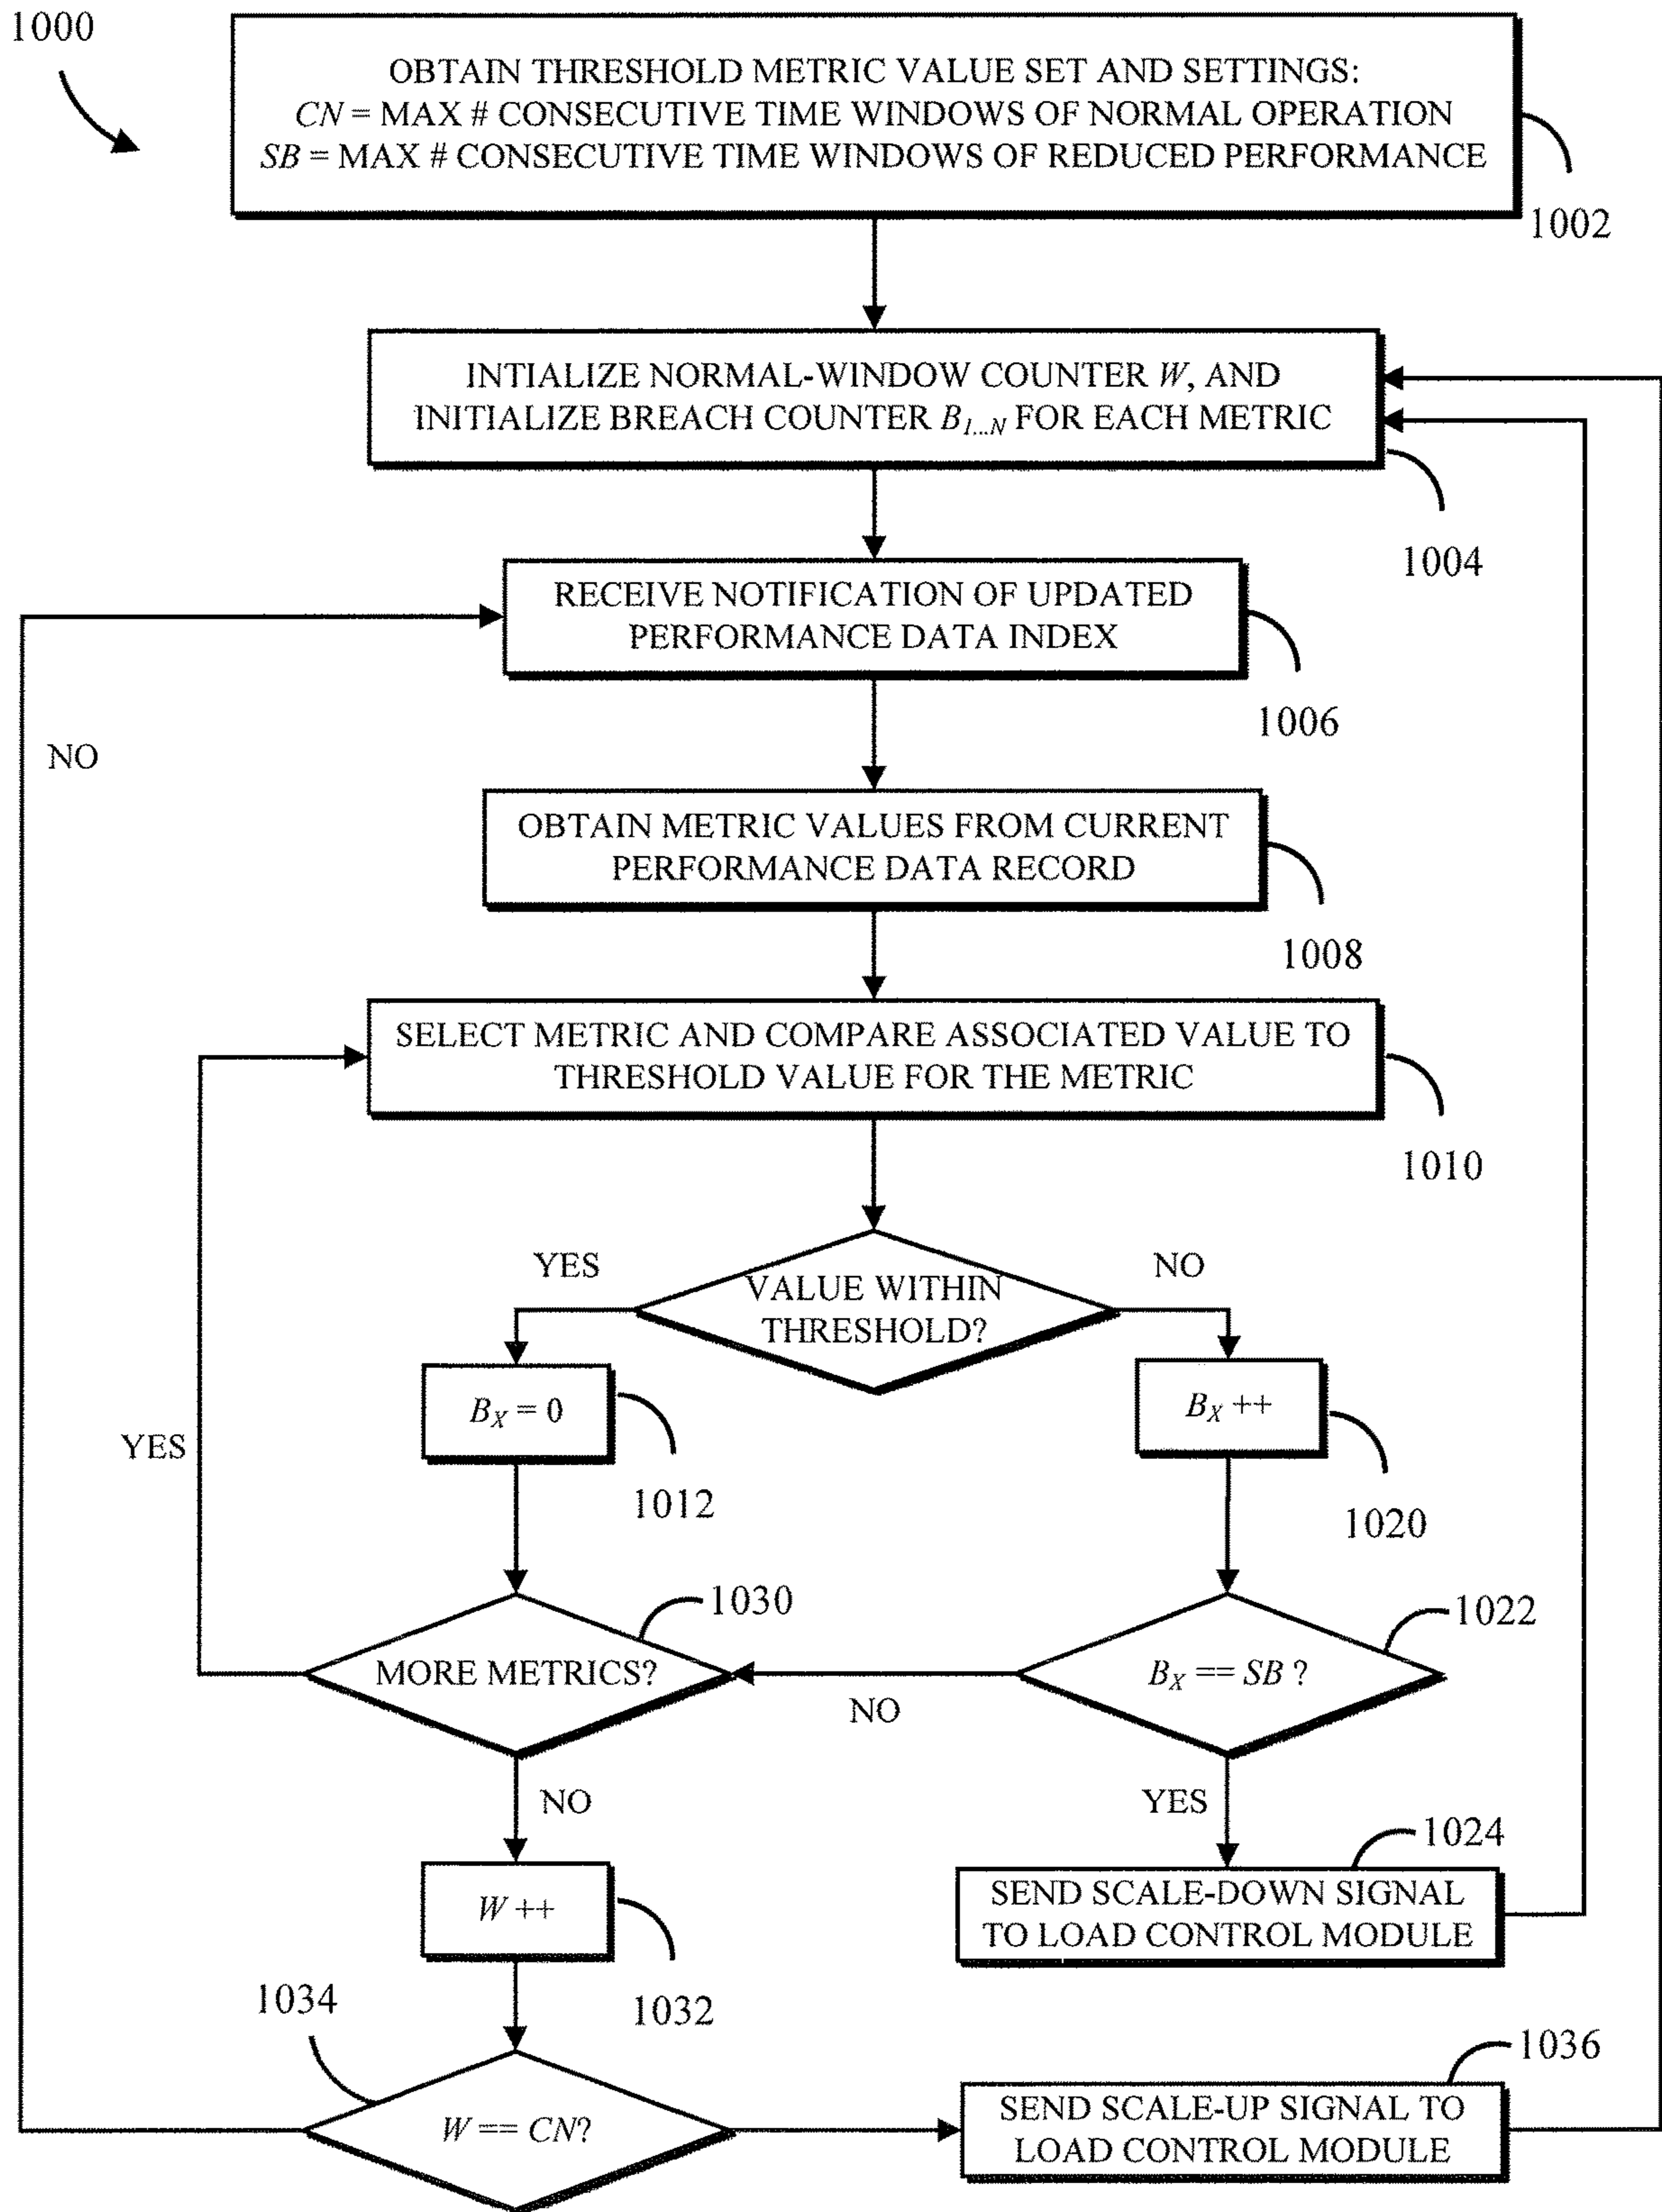 1000
OBTAIN THRESHOLD METRIC VALUE SET AND SETTINGS:
CN = MAX # CONSECUTIVE TIME WINDOWS OF NORMAL OPERATION
SB = MAX # CONSECUTIVE TIME WINDOWS OF REDUCED PERFORMANCE
1002
INTIALIZE NORMAL-WINDOW COUNTER W, AND
INITIALIZE BREACH COUNTER B1...N FOR EACH METRIC
1004
RECEIVE NOTIFICATION OF UPDATED
PERFORMANCE DATA INDEX
1006
NO
OBTAIN METRIC VALUES FROM CURRENT
PERFORMANCE DATA RECORD
1008
SELECT METRIC AND COMPARE ASSOCIATED VALUE TO
THRESHOLD VALUE FOR THE METRIC
1010
YES
NO
VALUE WITHIN
THRESHOLD?
BX = 0
1012
BX ++
1020
YES
1030
MORE METRICS?
1022
BX == SB ?
NO
NO
YES
W ++
1032
1024
SEND SCALE-DOWN SIGNAL
TO LOAD CONTROL MODULE
1034
W == CN?
1036
SEND SCALE-UP SIGNAL TO
LOAD CONTROL MODULE